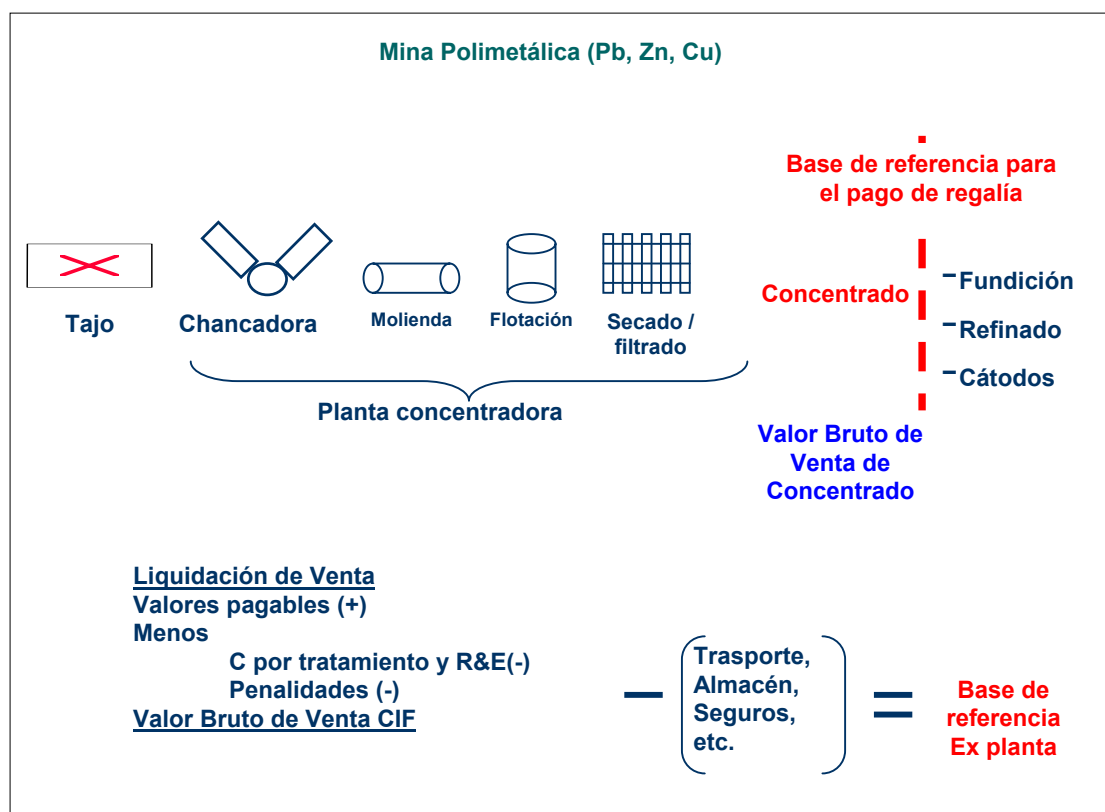 Mina Polimetálica (Pb, Zn, Cu)
Base de referencia para
el pago de regalía
Concentrado
Fundición
Refinado
Cátodos
Tajo
Chancadora
Molienda
Flotación
Secado /
filtrado
Planta concentradora
Valor Bruto de
Venta de
Concentrado
Liquidación de Venta
Valores pagables (+)
Menos
C por tratamiento y R&E(-)
Penalidades (-)
Valor Bruto de Venta CIF
Trasporte,
Almacén,
Seguros,
etc.
Base de
referencia
Ex planta